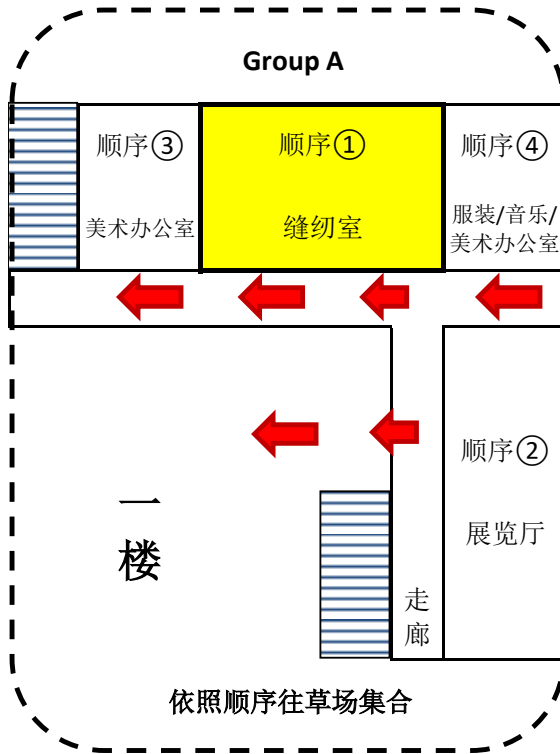 Group A
顺序③
美术办公室
顺序①
缝纫室
顺序④
服装/音乐/
美术办公室
顺序②
展览厅
一
楼
走
廊
依照顺序往草场集合